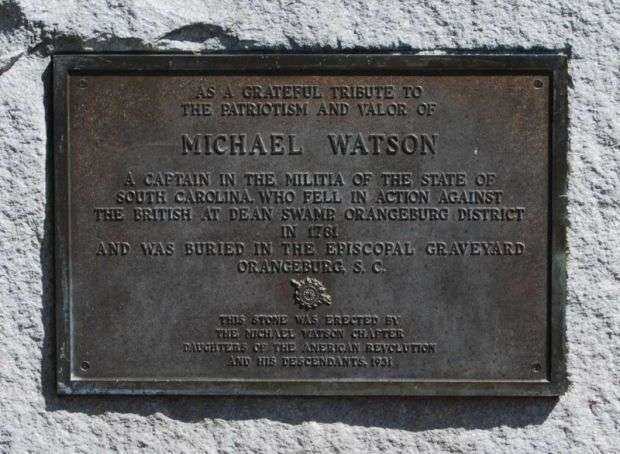 AS A GRATEFUL TRIBUTE TO
THE PATRIOTISM AND VALOR OF
MICHAEL WATSON
A CAPTAIN IN THE MILITIA OF THE STATE OF
SOUTH CAROLINA, WHO FELL IN ACTION AGAINST
THE BRITISH AT DEAN SWAMP, ORANGEBURG DISTRICT
IN 1781.
AND WAS BURIED IN THE EPISCOPAL GRAVEYARD
ORANGEBURG, S. C.
THIS STONE WAS ERECTED BY
THE MICHAEL WATSON CHAPTER
DAUGHTERS OF THE AMERICAN REVOLUTION
AND HIS DESCENDANTS, 1931